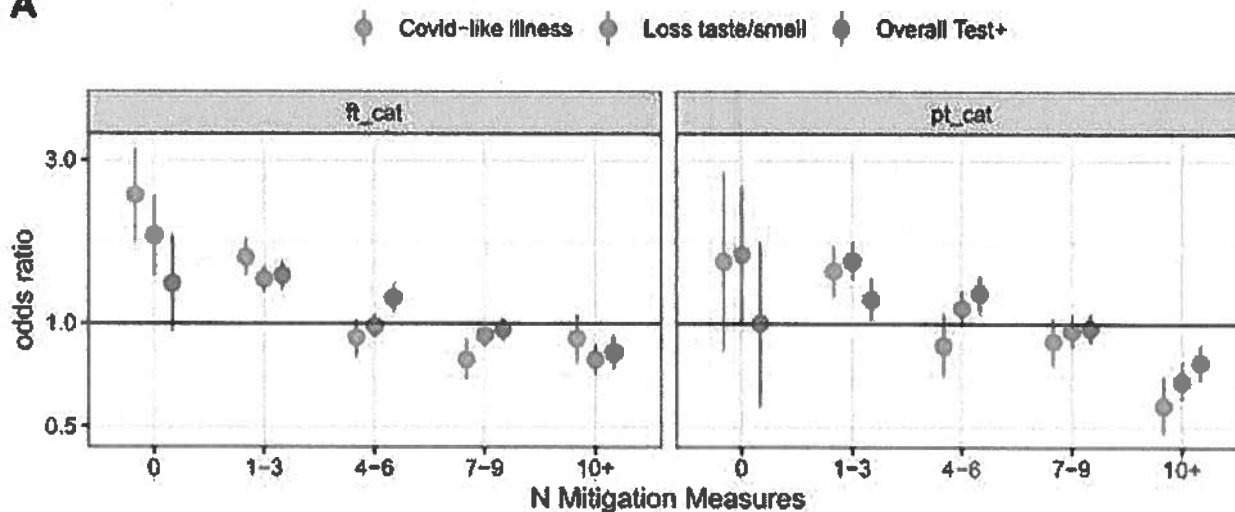 A
Covid-like Illness Loss taste/smell Overall Test+
ft_cat pt_cat
odds ratio
3.0
1.0
0.5
0 1-3 4-6 7-9 10+ 0 1-3 4-6 7-9 10+
N Mitigation Measures